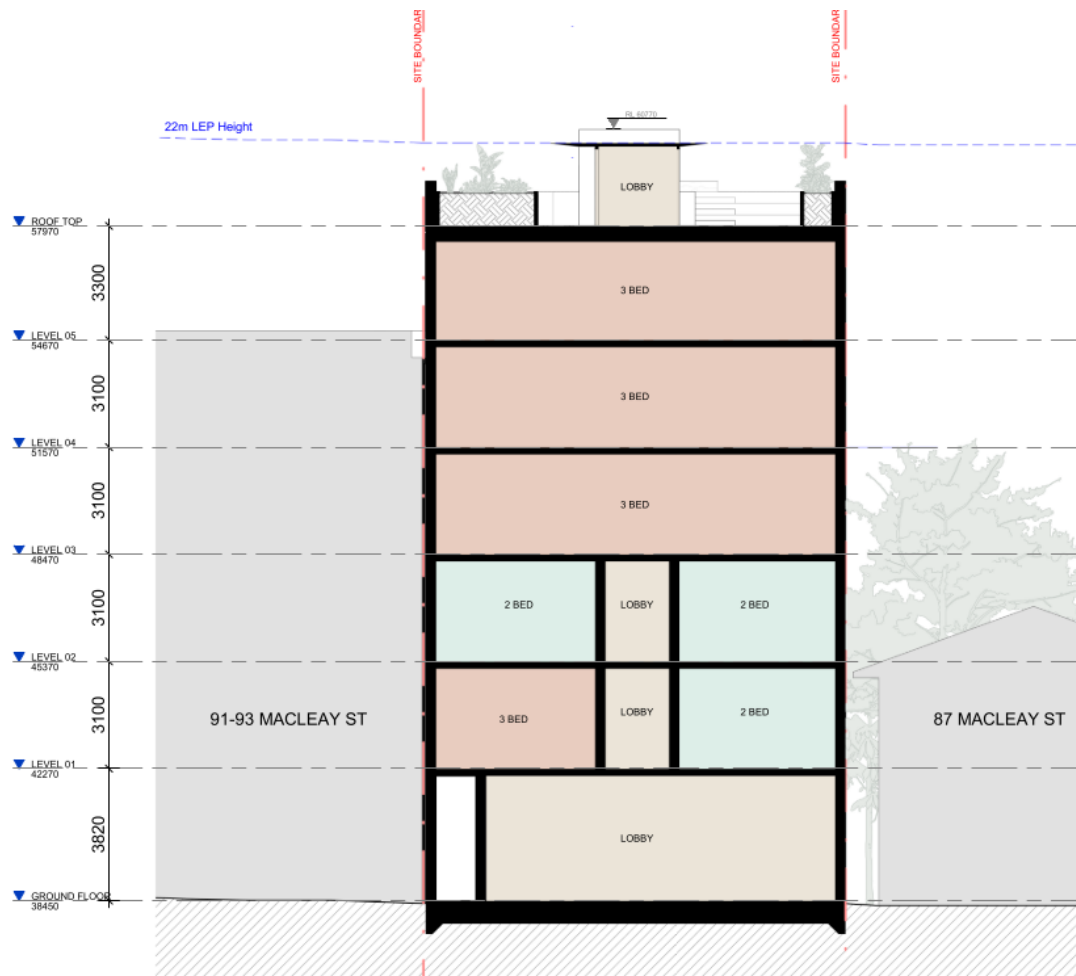 SITE BOUNDAR
SITE BOUNDAR
22m LEP Height
RL 60770
LOBBY
ROOF TOP
57970
3300
3 BED
LEVEL 05
54670
3100
3 BED
LEVEL 04
51570
3100
3 BED
LEVEL 03
48470
3100
2 BED
LOBBY
2 BED
LEVEL 02
45370
3100
91-93 MACLEAY ST
3 BED
LOBBY
2 BED
87 MACLEAY ST
LEVEL 01
42270
3820
LOBBY
GROUND FLOOR
38450